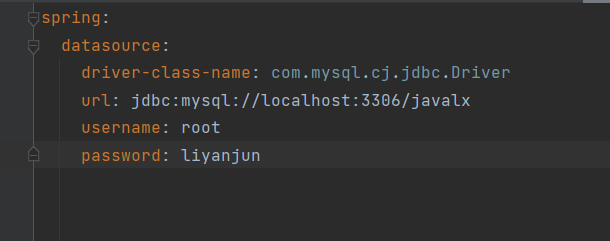 spring:
datasource:
driver-class-name: com.mysql.cj.jdbc.Driver
url: jdbc:mysql://localhost:3306/javalx
username: root
password: liyanjun